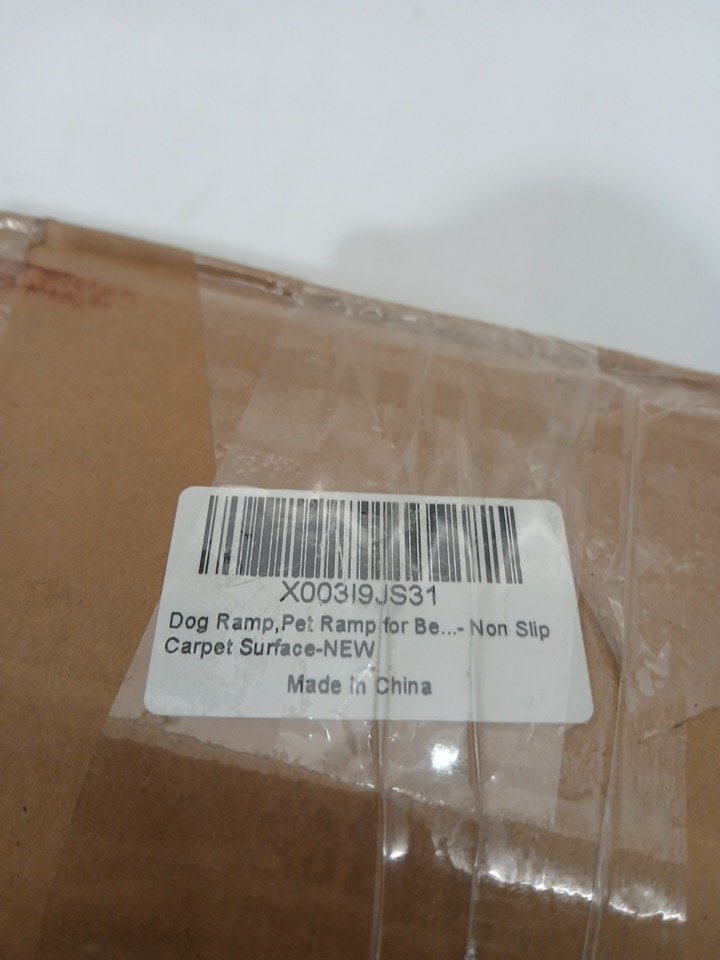 X003I9JS31
Dog Ramp,Pet Ramp for Be...- Non Slip
Carpet Surface-NEW
Made in China